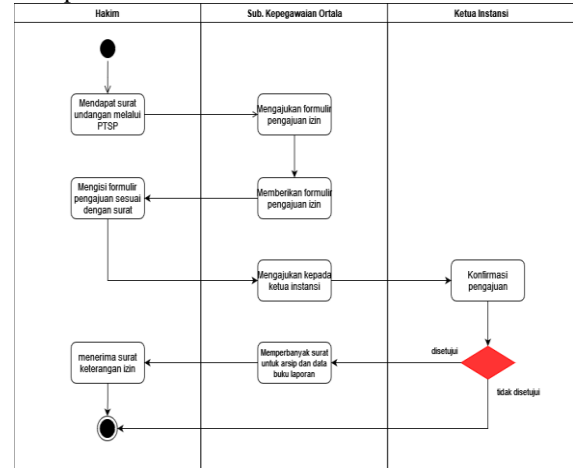 Hakim
Sub. Kepegawaian Ortala
Ketua Instansi
Mendapat surat
undangan melalui
PTSP
Mengajukan formulir
pengajuan izin
Mengisi formulir
pengajuan sesuai
dengan surat
Memberikan formulir
pengajuan izin
Mengajukan kepada
ketua instansi
Konfirmasi
pengajuan
menerima surat
keterangan izin
Memperbanyak surat
untuk arsip dan data
buku laporan
disetujui
tidak disetujui